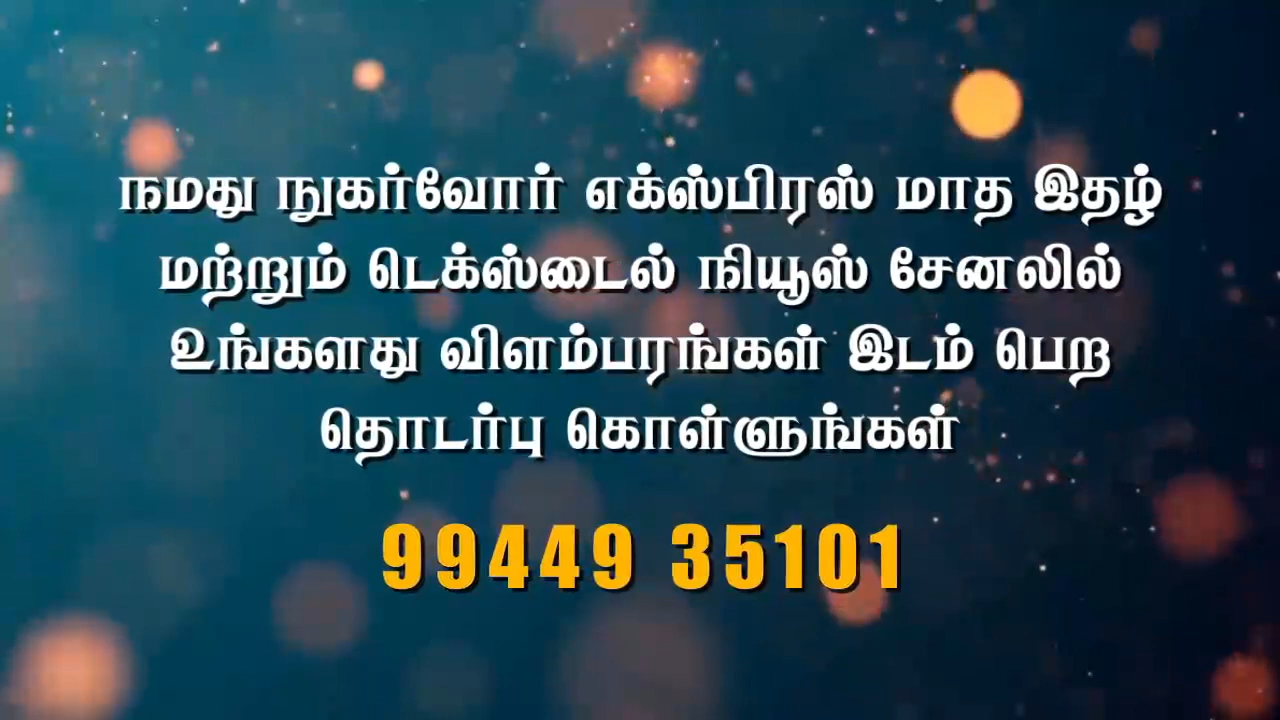 நமது நுகர்வோர் எக்ஸ்பிரஸ் மாத இதழ்
மற்றும் டெக்ஸ்டைல் நியூஸ் சேனலில்
உங்களது விளம்பரங்கள் இடம் பெற
தொடர்பு கொள்ளுங்கள்
99449 35101